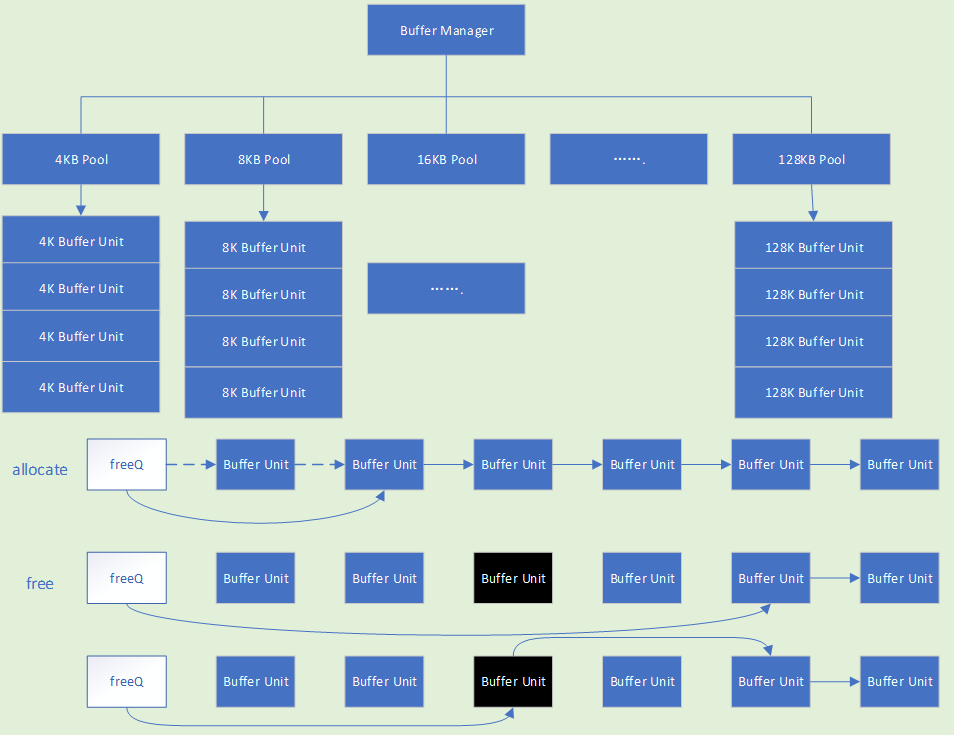 Buffer Manager
4KB Pool
8KB Pool
16KB Pool
…….
128KB Pool
4K Buffer Unit
4K Buffer Unit
4K Buffer Unit
4K Buffer Unit
8K Buffer Unit
8K Buffer Unit
8K Buffer Unit
8K Buffer Unit
…….
128K Buffer Unit
128K Buffer Unit
128K Buffer Unit
128K Buffer Unit
allocate
freeQ
Buffer Unit
Buffer Unit
Buffer Unit
Buffer Unit
Buffer Unit
Buffer Unit
free
freeQ
Buffer Unit
Buffer Unit
Buffer Unit
Buffer Unit
Buffer Unit
Buffer Unit
freeQ
Buffer Unit
Buffer Unit
Buffer Unit
Buffer Unit
Buffer Unit
Buffer Unit